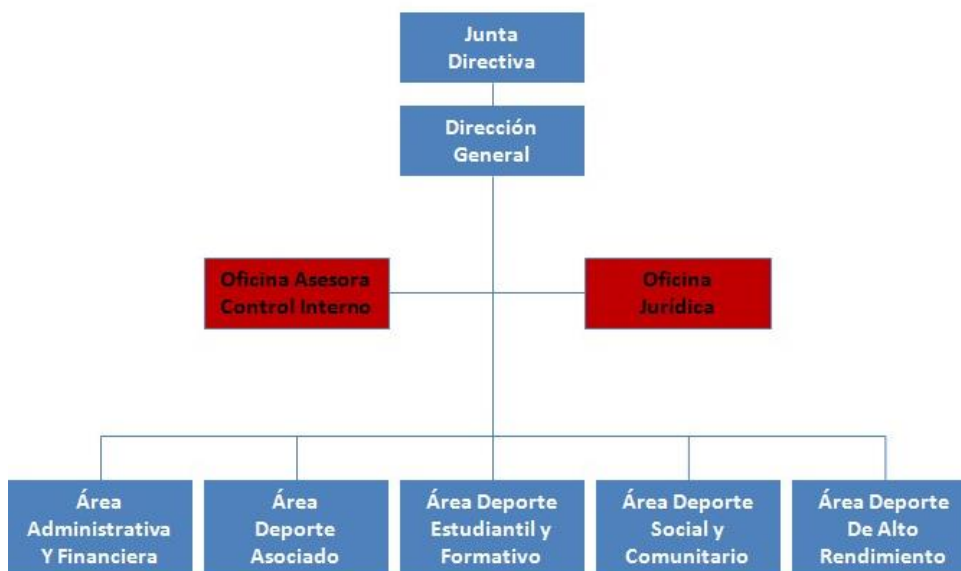 Junta
Directiva
Dirección
General
Oficina Asesora
Control Interno
Oficina
Jurídica
Área
Administrativa
Y Financiera
Área
Deporte
Asociado
Área Deporte
Estudiantil y
Formativo
Área Deporte
Social y
Comunitario
Área Deporte
De Alto
Rendimiento